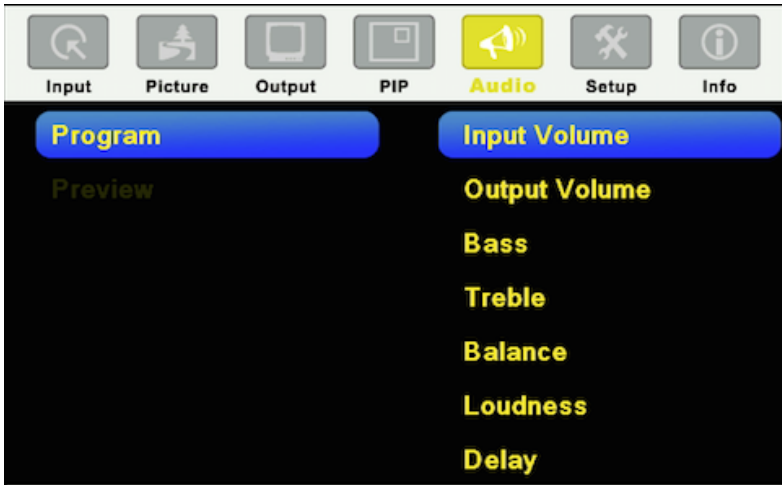 Input Picture Output PIP Audio Setup Info
Program
Preview
Input Volume
Output Volume
Bass
Treble
Balance
Loudness
Delay